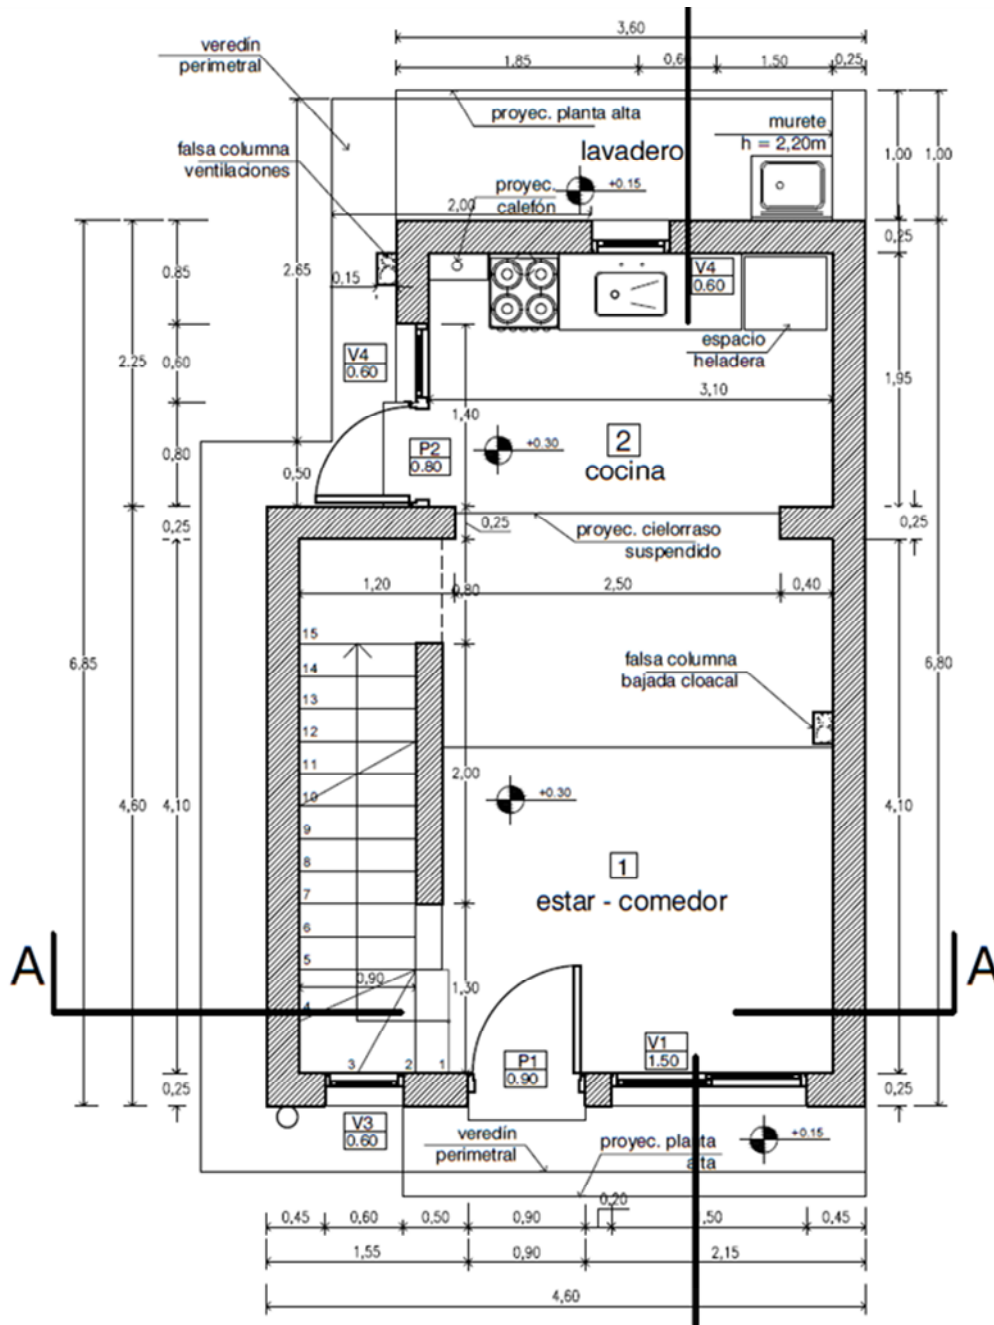 3,60
1,85
0,60
1,50
0,25
veredín
perimetral
proyec. planta alta
murete
h = 2,20m
falsa columna
ventilaciones
lavadero
1,00
1,00
proyec.
calefón
+0.15
2,00
0,25
0.85
2.65
0,15
V4
0.60
espacio
heladera
2.25
0,60
V4
0.60
1,95
3,10
1,40
0,80
P2
0.80
+0.30
2
cocina
0,50
0,25
0,25
proyec. cielorraso
suspendido
0,25
1,20
2,50
0,40
0,80
15
6,85
falsa columna
bajada cloacal
6,80
14
13
12
11
2,00
+0.30
10
4,60
4,10
4,10
9
8
1
7
estar - comedor
6
5
A
A
0,90
1,30
4
V1
1.50
3
2
1
P1
0.90
0,25
0,25
V3
0.60
veredín
perimetral
proyec. planta
alta
+0.15
0,20
0,45
0,60
0,50
0,90
,50
0,45
1,55
0,90
2,15
4,60